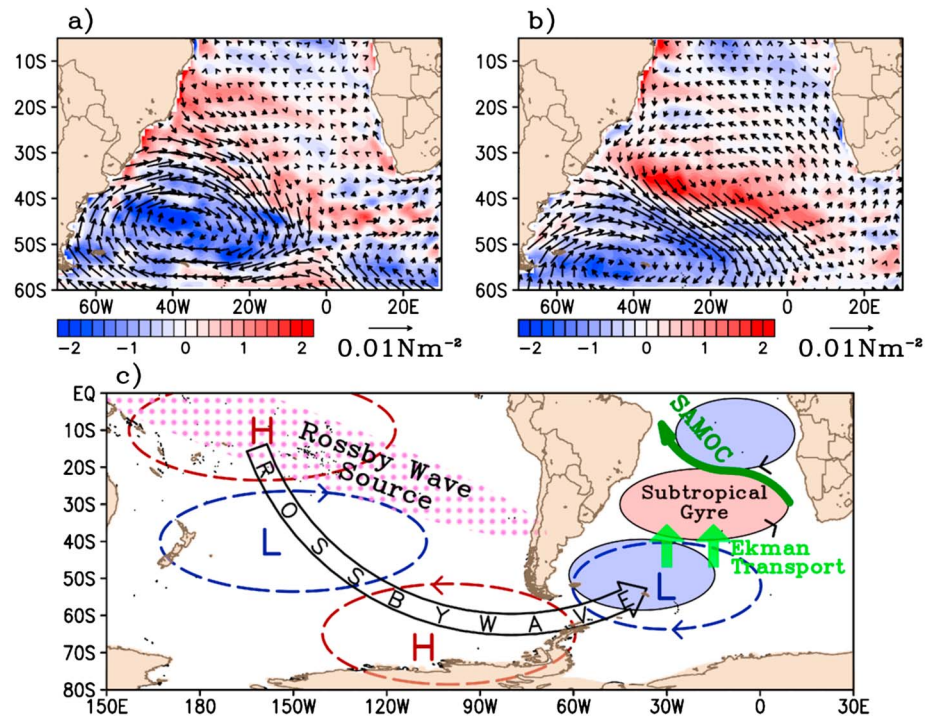 a)
b)
10S
20S
30S
40S
50S
60S
60W 40W 20W 0 20E
10S
20S
30S
40S
50S
60S
60W 40W 20W 0 20E
-2 -1 0 1 2
0.01Nm⁻²
-2 -1 0 1 2
0.01Nm⁻²
c)
EQ
10S
20S
30S
40S
50S
60S
70S
80S
150E 180E 150W 120W 90W 60W 30W 0 30E
H
Rossby Wave
Source
SAMOC
Subtropical
Gyre
L
Ekman
Transport
L
ROSSBY WAVE
H